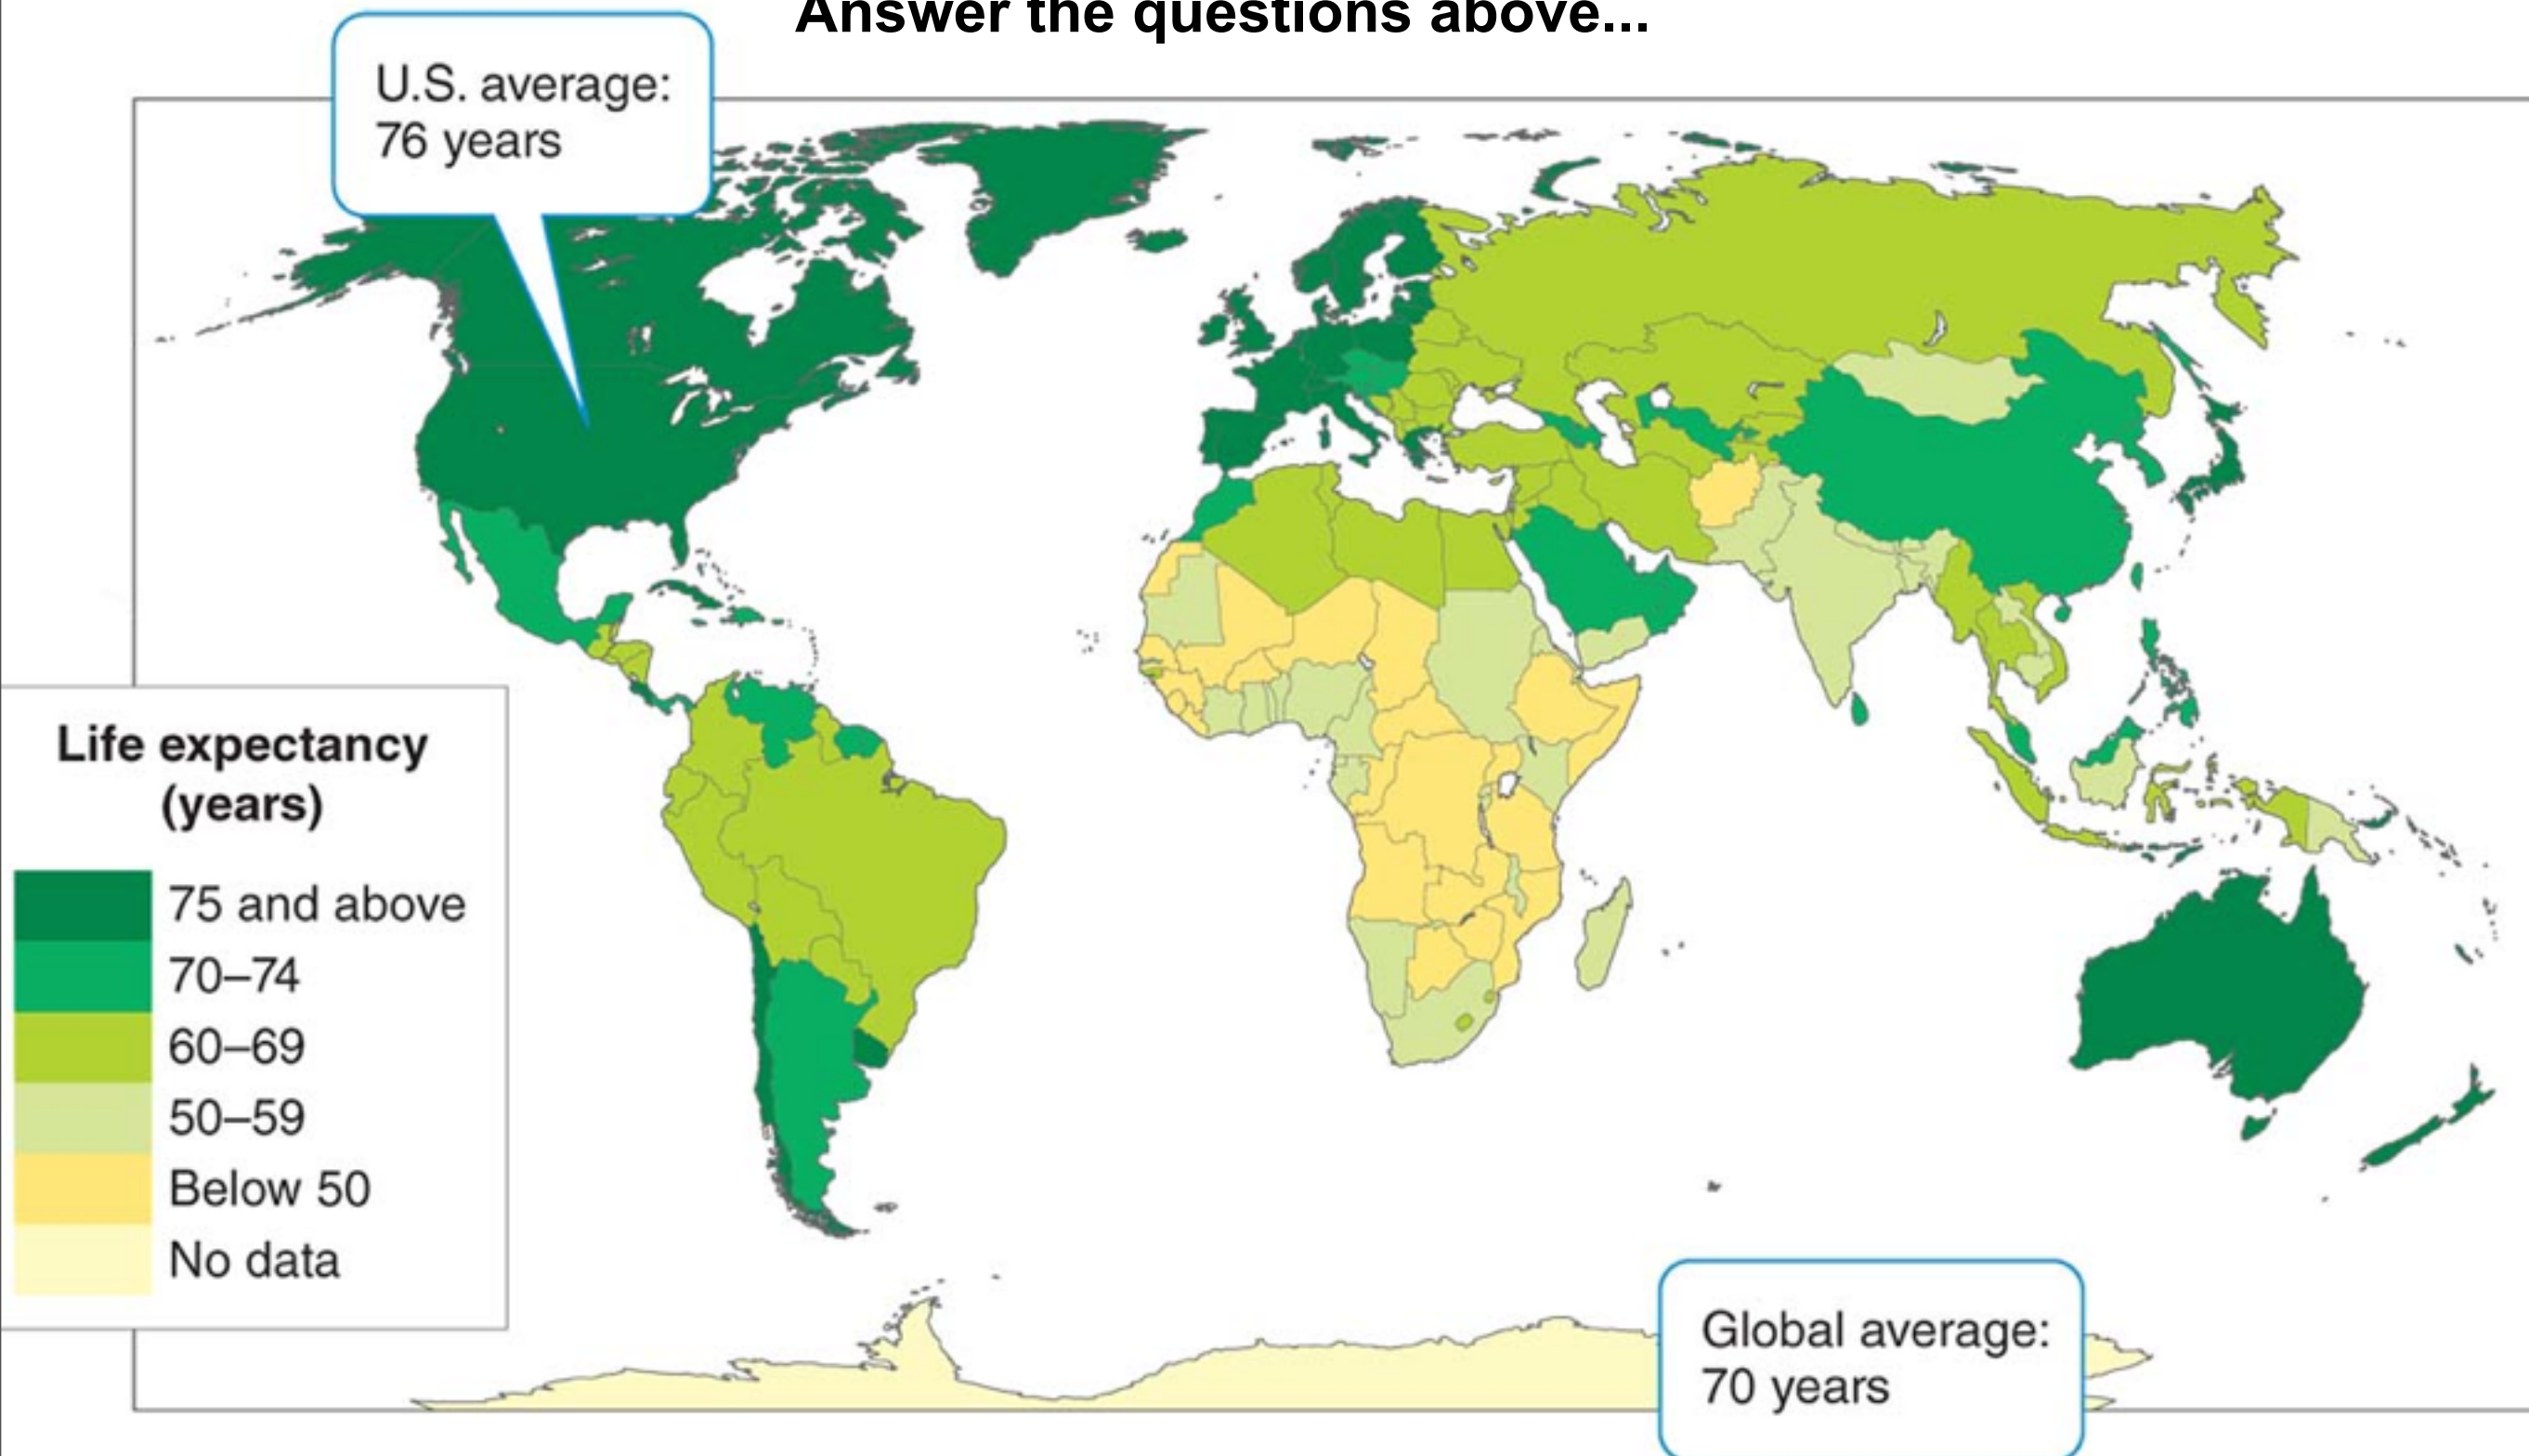 Answer the questions above...
U.S. average:
76 years
Life expectancy
(years)
75 and above
70–74
60–69
50–59
Below 50
No data
Global average:
70 years